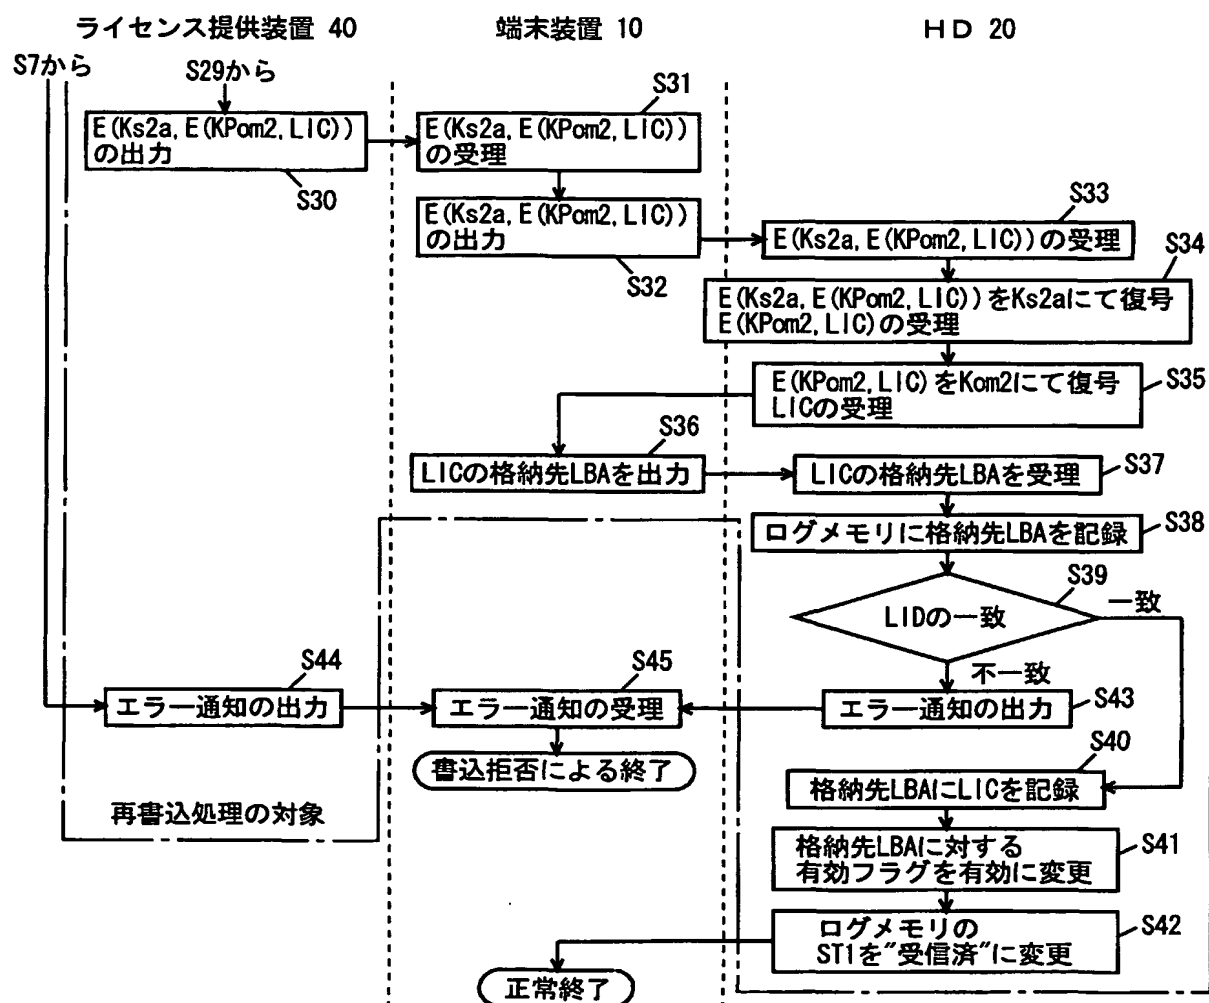 ライセンス提供装置 40
端末装置 10
HD 20
S7から
S29から
E(Ks2a, E(KPom2, LIC))
の出力
S30
S31
E(Ks2a, E(KPom2, LIC))
の受理
E(Ks2a, E(KPom2, LIC))
の出力
S32
S33
E(Ks2a, E(KPom2, LIC))の受理
S34
E(Ks2a, E(KPom2, LIC))をKs2aにて復号
E(KPom2, LIC)の受理
E(KPom2, LIC)をKom2にて復号
LICの受理
S35
S36
LICの格納先LBAを出力
LICの格納先LBAを受理
S37
ログメモリに格納先LBAを記録
S38
S39
LIDの一致
一致
不一致
S44
エラー通知の出力
S45
エラー通知の受理
エラー通知の出力
S43
書込拒否による終了
S40
格納先LBAにLICを記録
再書込処理の対象
格納先LBAに対する
有効フラグを有効に変更
S41
ログメモリの
ST1を"受信済"に変更
S42
正常終了